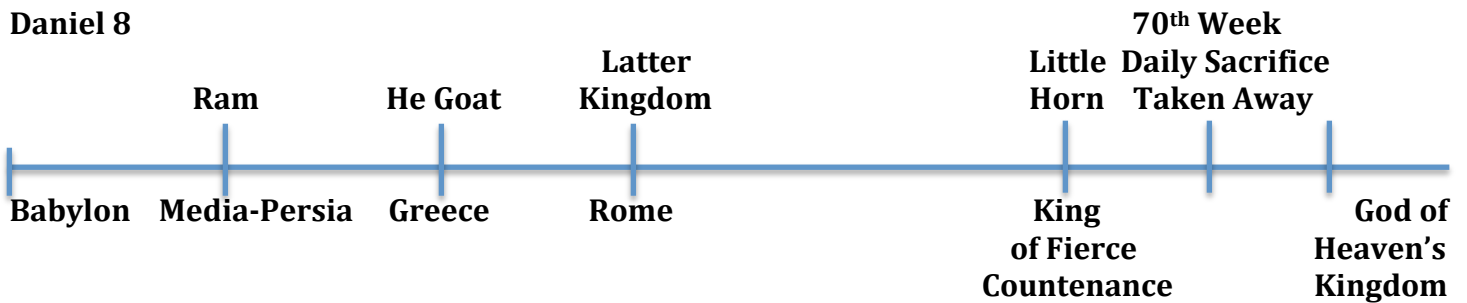 Daniel 8
70th Week
Latter
Little Daily Sacrifice
Ram He Goat Kingdom Horn Taken Away
Babylon Media-Persia Greece Rome King God of
of Fierce Heaven's
Countenance Kingdom